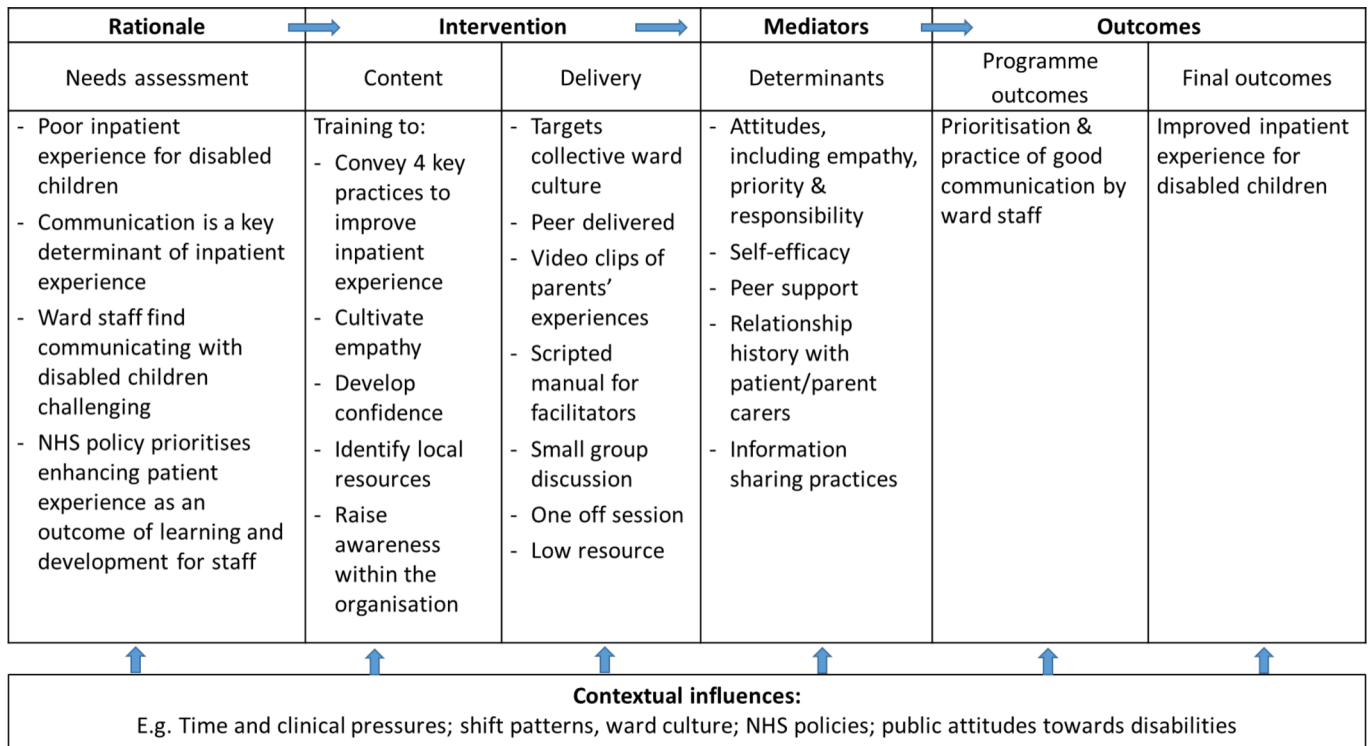 Rationale
Intervention
Mediators
Outcomes
Needs assessment
Content
Delivery
Determinants
Programme
outcomes
Final outcomes
- Poor inpatient
experience for disabled
children
- Communication is a key
determinant of inpatient
experience
- Ward staff find
communicating with
disabled children
challenging
- NHS policy prioritises
enhancing patient
experience as an
outcome of learning and
development for staff
Training to:
- Convey 4 key
practices to
improve
inpatient
experience
- Cultivate
empathy
- Develop
confidence
- Identify local
resources
- Raise
awareness
within the
organisation
- Targets
collective ward
culture
- Peer delivered
- Video clips of
parents’
experiences
- Scripted
manual for
facilitators
- Small group
discussion
- One off session
- Low resource
- Attitudes,
including empathy,
priority &
responsibility
- Self-efficacy
- Peer support
- Relationship
history with
patient/parent
carers
- Information
sharing practices
Prioritisation &
practice of good
communication by
ward staff
Improved inpatient
experience for
disabled children
Contextual influences:
E.g. Time and clinical pressures; shift patterns, ward culture; NHS policies; public attitudes towards disabilities